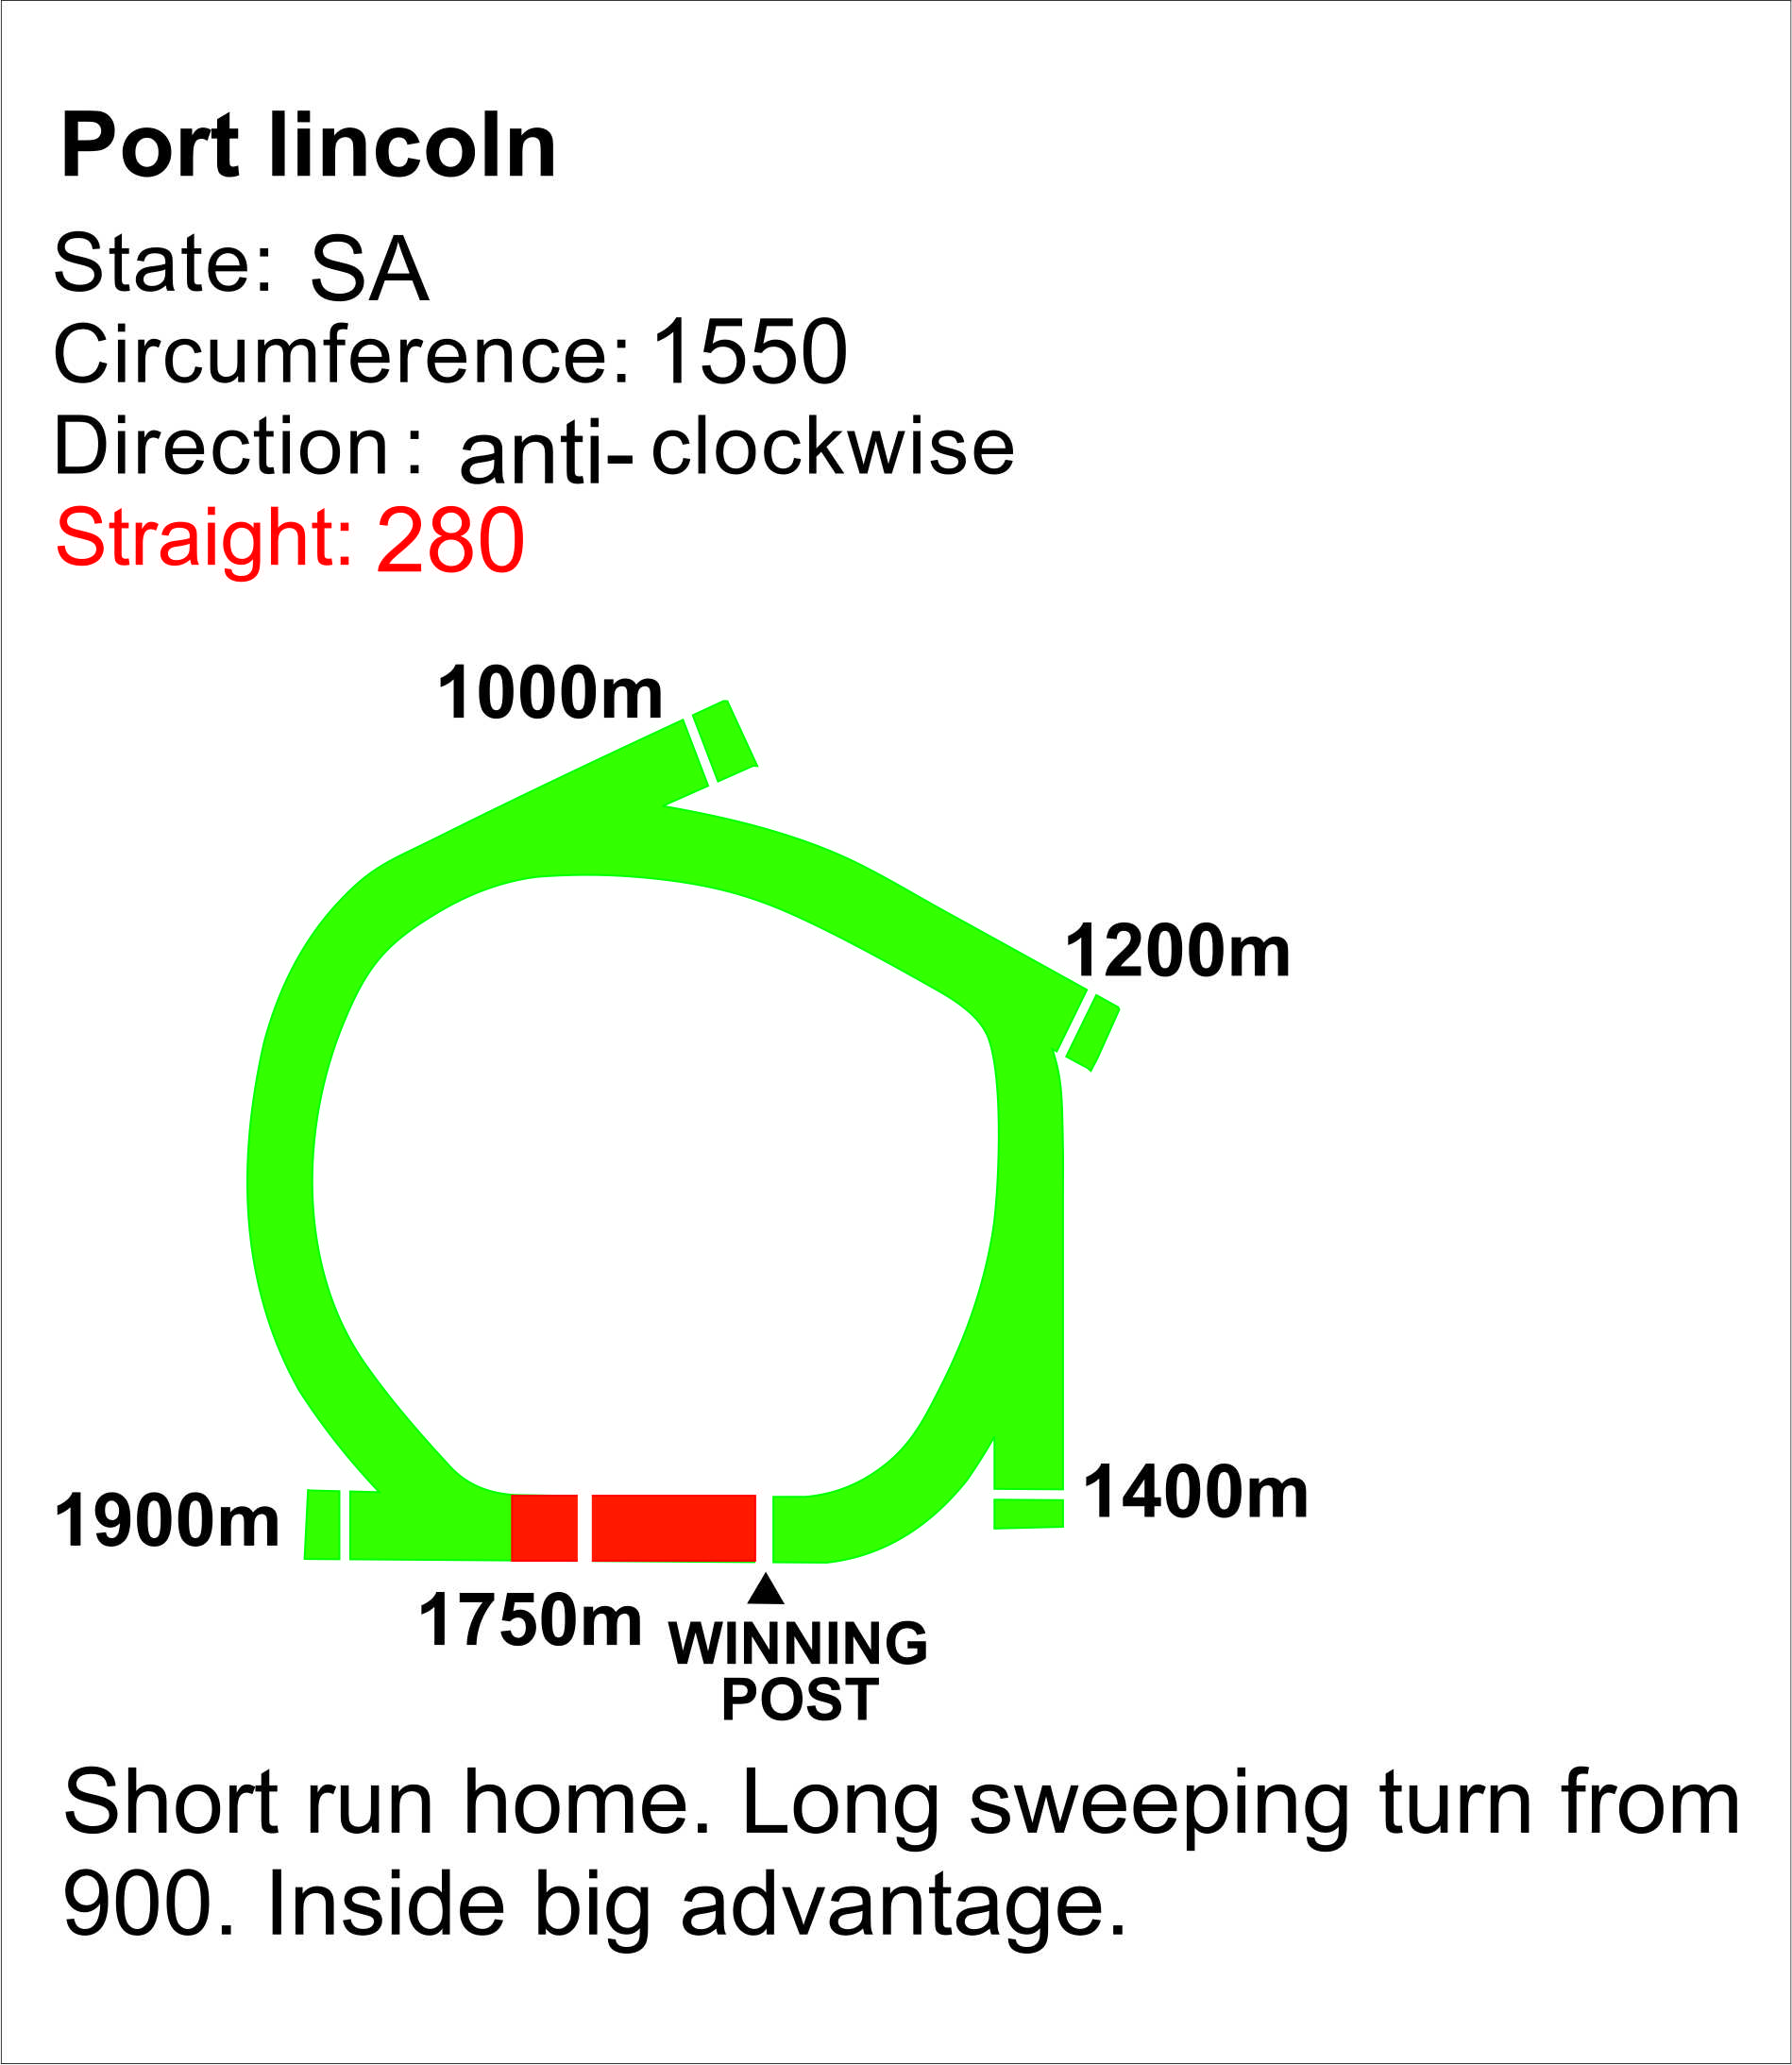 Port lincoln
State: SA
Circumference: 1550
Direction : anti- clockwise
Straight: 280
1000m
1200m
1400m
1900m
1750m
WINNING
POST
Short run home. Long sweeping turn from
900. Inside big advantage.